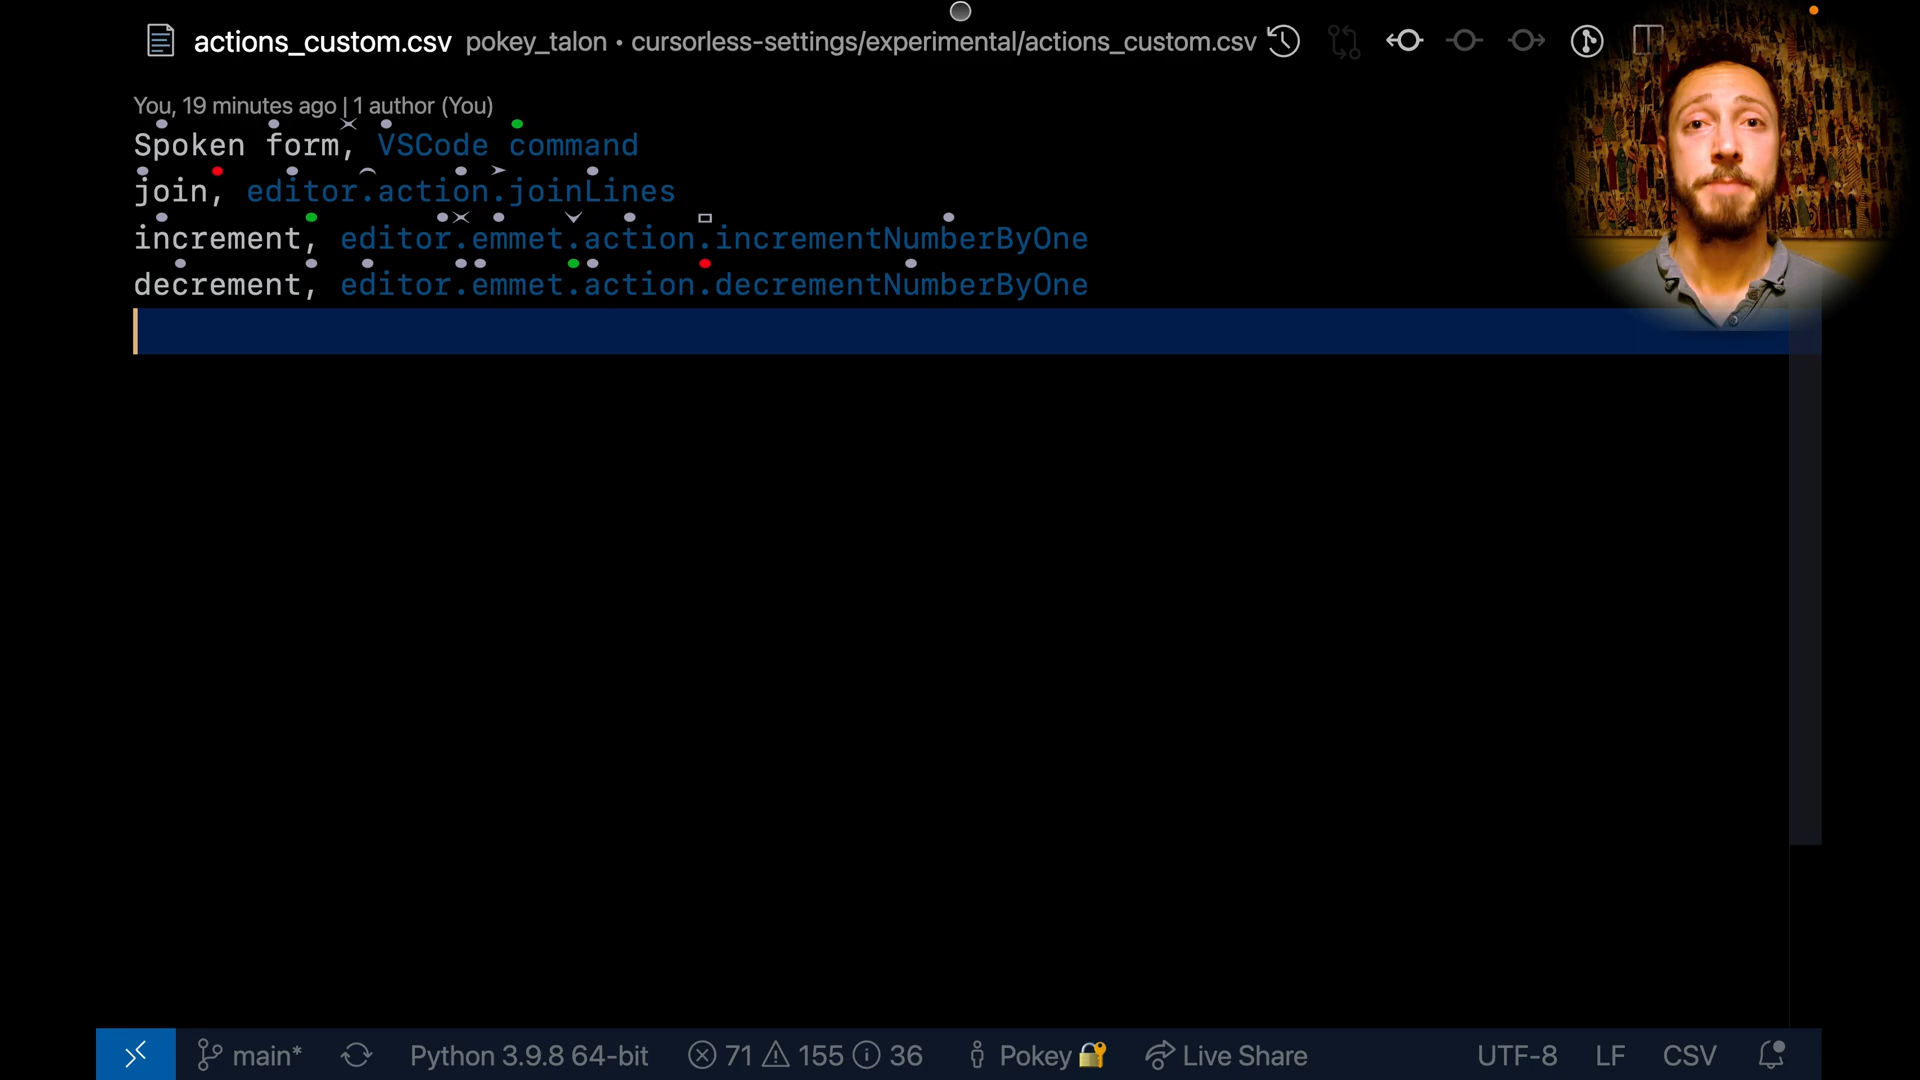 actions_custom.csv pokey_talon • cursorless-settings/experimental/actions_custom.csv
You, 19 minutes ago | 1 author (You)
Spoken form, VSCode command
join, editor.action.joinLines
increment, editor.emmet.action.incrementNumberByOne
decrement, editor.emmet.action.decrementNumberByOne
main* Python 3.9.8 64-bit 71 155 36 Pokey Live Share UTF-8 LF CSV